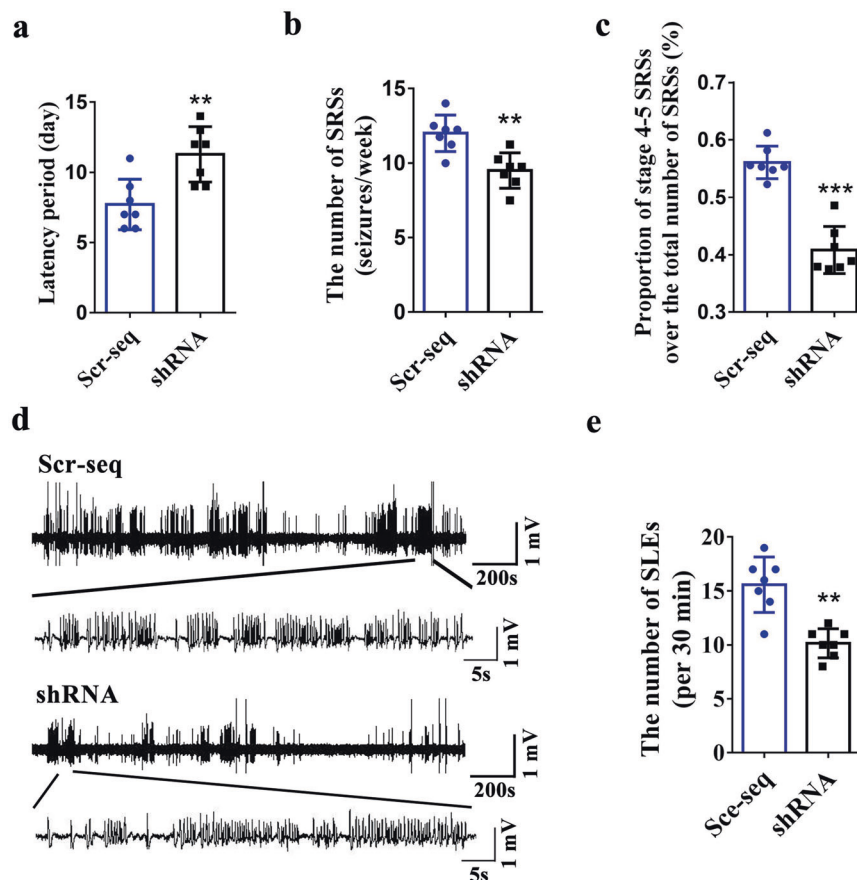 a
Latency period (day)
15
10
5
0
**
Scr-seq
shRNA
b
The number of SRSs
(seizures/week)
15
10
5
0
**
Scr-seq
shRNA
c
Proportion of stage 4-5 SRSs
over the total number of SRSs (%)
0.7
0.6
0.5
0.4
0.3
***
Scr-seq
shRNA
d
Scr-seq
1 mV
200s
1 mV
5s
shRNA
1 mV
200s
1 mV
5s
e
The number of SLEs
(per 30 min)
20
15
10
5
0
**
Sce-seq
shRNA